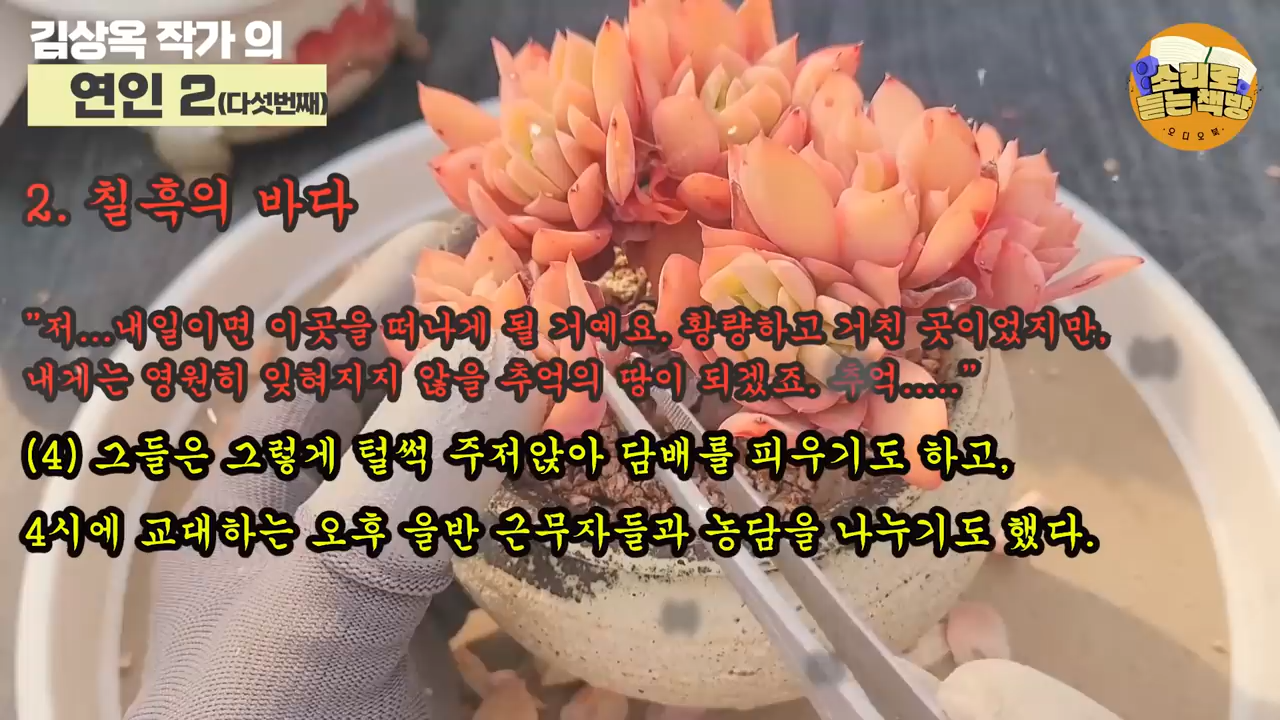 김상옥 작가 의
연인 2(다섯번째)
소리로
듣는 책방
·오디오북·
2. 칠흑의 바다
"저...내일이면 이곳을 떠나게 될 거예요. 황량하고 거친 곳이었지만,
내게는 영원히 잊혀지지 않을 추억의 땅이 되겠죠. 추억....."
(4) 그들은 그렇게 털썩 주저앉아 담배를 피우기도 하고,
4시에 교대하는 오후 을반 근무자들과 농담을 나누기도 했다.